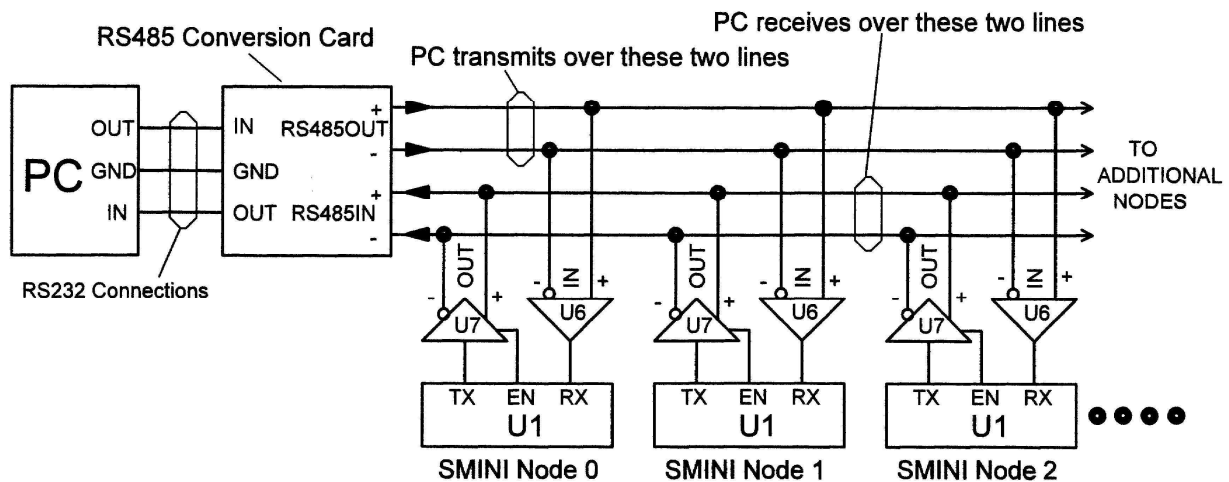 RS485 Conversion Card
PC transmits over these two lines
PC receives over these two lines
PC
OUT
GND
IN
RS232 Connections
IN
GND
OUT
RS485OUT
RS485IN
+
-
+
-
TO
ADDITIONAL
NODES
- OUT +
- IN +
U7
U6
TX EN RX
U1
SMINI Node 0
- OUT +
- IN +
U7
U6
TX EN RX
U1
SMINI Node 1
- OUT +
- IN +
U7
U6
TX EN RX
U1
SMINI Node 2